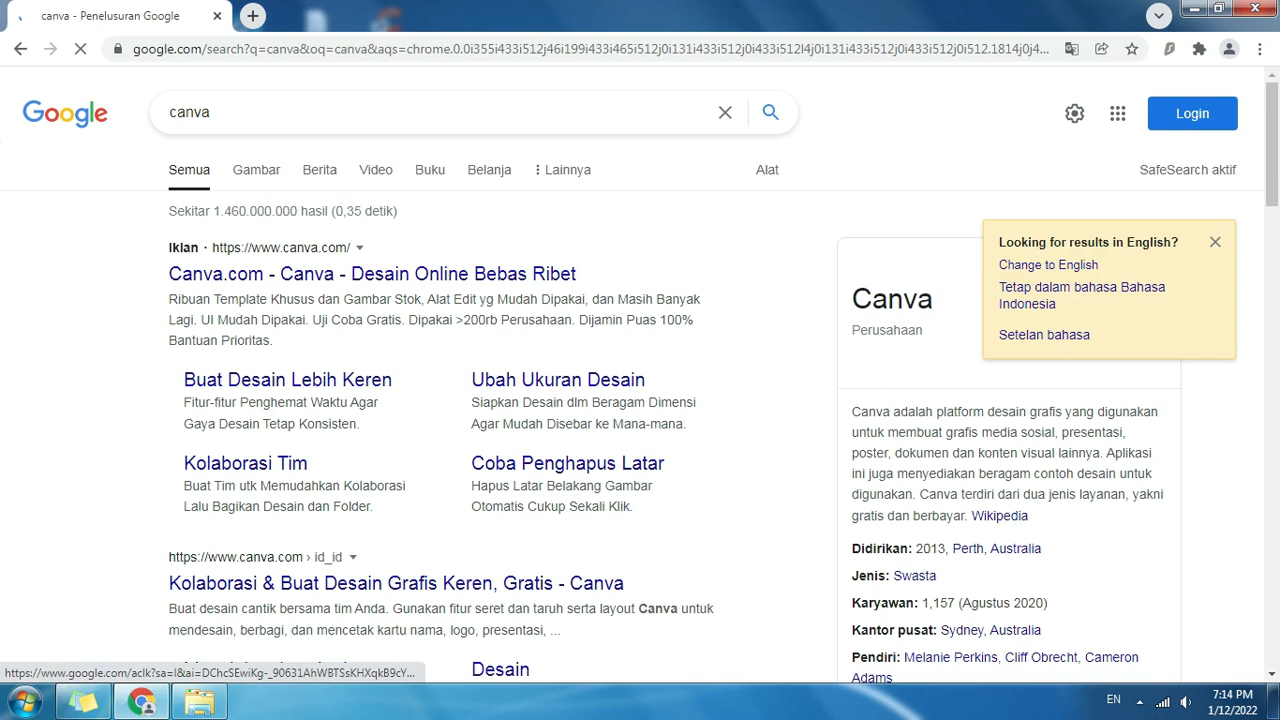 canva - Penelusuran Google
google.com/search?q=canva&oq=canva&aqs=chrome.0.0i355i433i512j46i199i433i465i512j0i131i433i512j0i433i512l4j0i131i433i512j0i433i512j0i512.1814j0j4...
Google
canva
Login
Semua
Gambar
Berita
Video
Buku
Belanja
Lainnya
Alat
SafeSearch aktif
Sekitar 1.460.000.000 hasil (0,35 detik)
Iklan · https://www.canva.com/
Canva.com - Canva - Desain Online Bebas Ribet
Ribuan Template Khusus dan Gambar Stok, Alat Edit yg Mudah Dipakai, dan Masih Banyak
Lagi. UI Mudah Dipakai. Uji Coba Gratis. Dipakai >200rb Perusahaan. Dijamin Puas 100%
Bantuan Prioritas.
Buat Desain Lebih Keren
Fitur-fitur Penghemat Waktu Agar
Gaya Desain Tetap Konsisten.
Ubah Ukuran Desain
Siapkan Desain dlm Beragam Dimensi
Agar Mudah Disebar ke Mana-mana.
Kolaborasi Tim
Buat Tim utk Memudahkan Kolaborasi
Lalu Bagikan Desain dan Folder.
Coba Penghapus Latar
Hapus Latar Belakang Gambar
Otomatis Cukup Sekali Klik.
https://www.canva.com › id_id
Kolaborasi & Buat Desain Grafis Keren, Gratis - Canva
Buat desain cantik bersama tim Anda. Gunakan fitur seret dan taruh serta layout Canva untuk
mendesain, berbagi, dan mencetak kartu nama, logo, presentasi, ...
Desain
Looking for results in English?
Change to English
Tetap dalam bahasa Bahasa
Indonesia
Setelan bahasa
Canva
Perusahaan
Canva adalah platform desain grafis yang digunakan
untuk membuat grafis media sosial, presentasi,
poster, dokumen dan konten visual lainnya. Aplikasi
ini juga menyediakan beragam contoh desain untuk
digunakan. Canva terdiri dari dua jenis layanan, yakni
gratis dan berbayar. Wikipedia
Didirikan: 2013, Perth, Australia
Jenis: Swasta
Karyawan: 1,157 (Agustus 2020)
Kantor pusat: Sydney, Australia
Pendiri: Melanie Perkins, Cliff Obrecht, Cameron
Adams
https://www.google.com/aclk?sa=l&ai=DChcSEwiKg-_90631AhWBTSsKHXqkB9cY...
EN
7:14 PM
1/12/2022